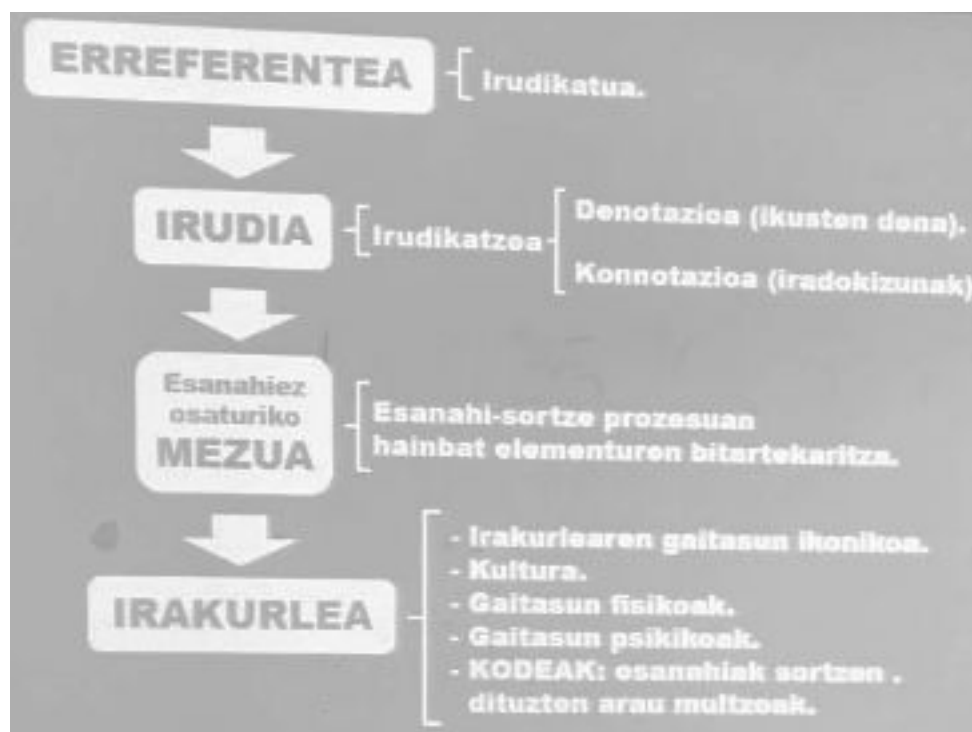 ERREFERENTEA
Irudikatua.
IRUDIA
Irudikatzea
Denotazioa (ikusten dena).
Konnotazioa (iradokizunak)
Esanahiez
osaturiko
MEZUA
Esanahi-sortze prozesuan
hainbat elementuren bitartekaritza.
IRAKURLEA
- Irakurlearen gaitasun ikonikoa.
- Kultura.
- Gaitasun fisikoak.
- Gaitasun psikikoak.
- KODEAK: esanahiak sortzen .
dituzten arau multzoak.